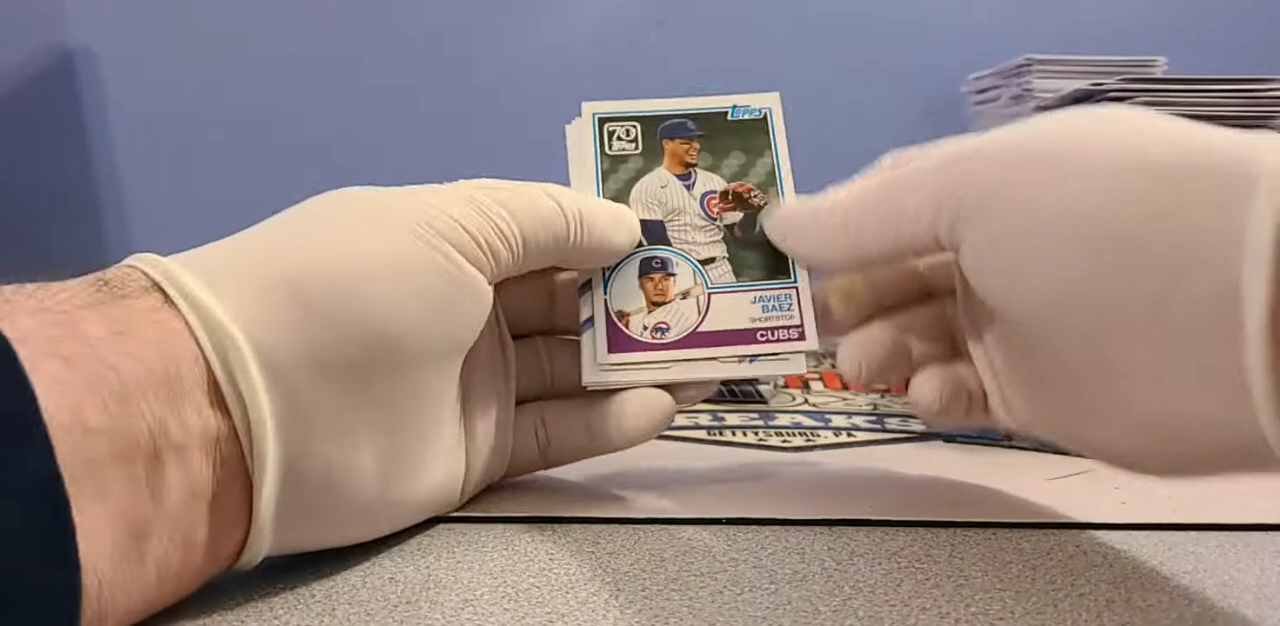 Topps
70
Topps
JAVIER
BAEZ
SHORTSTOP
CUBS
REAKS
GETTYSBURG, PA